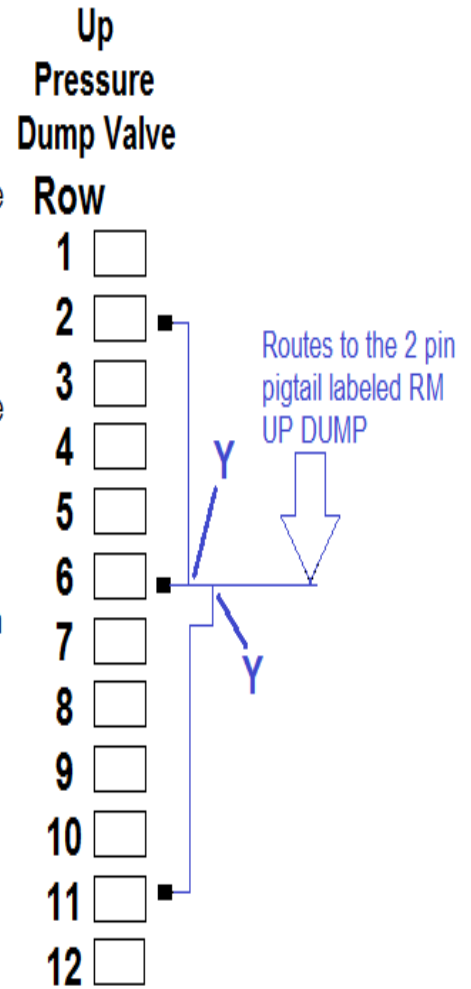 Up
Pressure
Dump Valve
Row
1
2
Routes to the 2 pin
pigtail labeled RM
UP DUMP
3
4
Y
5
6
7
Y
8
9
10
11
12